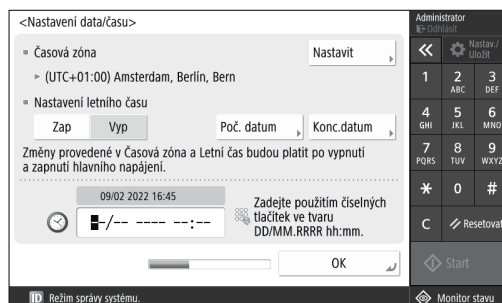 <Nastavení data/času>
Časová zóna
Nastavit
(UTC+01:00) Amsterdam, Berlín, Bern
Nastavení letního času
Zap
Vyp
Poč. datum
Konc.datum
Změny provedené v Časová zóna a Letní čas budou platit po vypnutí
a zapnutí hlavního napájení.
09/02 2022 16:45
-/-- ---- --:--
Zadejte použitím číselných
tlačítek ve tvaru
DD/MM.RRRR hh:mm.
OK
ID Režim správy systému.
Administrator
Odhlásit
Nastav./
Uložit
1
2
ABC
3
DEF
4
GHI
5
JKL
6
MNO
7
PQRS
8
TUV
9
WXYZ
0
#
C
Resetovat
Start
Monitor stavu